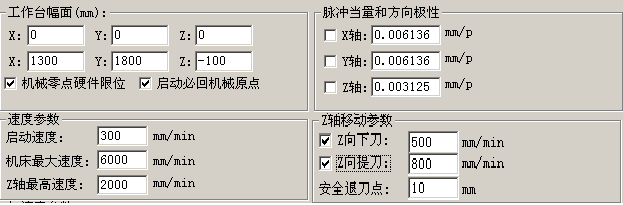 工作台幅面(mm):
X: 0 Y: 0 Z: 0
X: 1300 Y: 1800 Z: -100
机械零点硬件限位 启动必回机械原点
脉冲当量和方向极性
X轴: 0.006136 mm/p
Y轴: 0.006136 mm/p
Z轴: 0.003125 mm/p
速度参数
启动速度: 300 mm/min
机床最大速度: 6000 mm/min
Z轴最高速度: 2000 mm/min
Z轴移动参数
Z向下刀: 500 mm/min
Z向提刀: 800 mm/min
安全退刀点: 10 mm